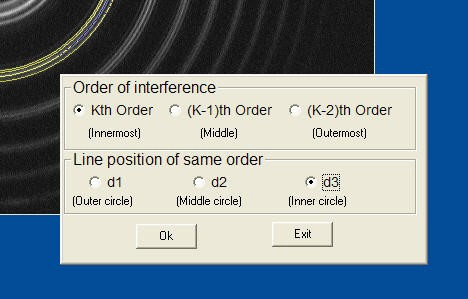 Order of interference
Kth Order (K-1)th Order (K-2)th Order
(Innermost) (Middle) (Outermost)
Line position of same order
d1 d2 d3
(Outer circle) (Middle circle) (Inner circle)
Ok Exit